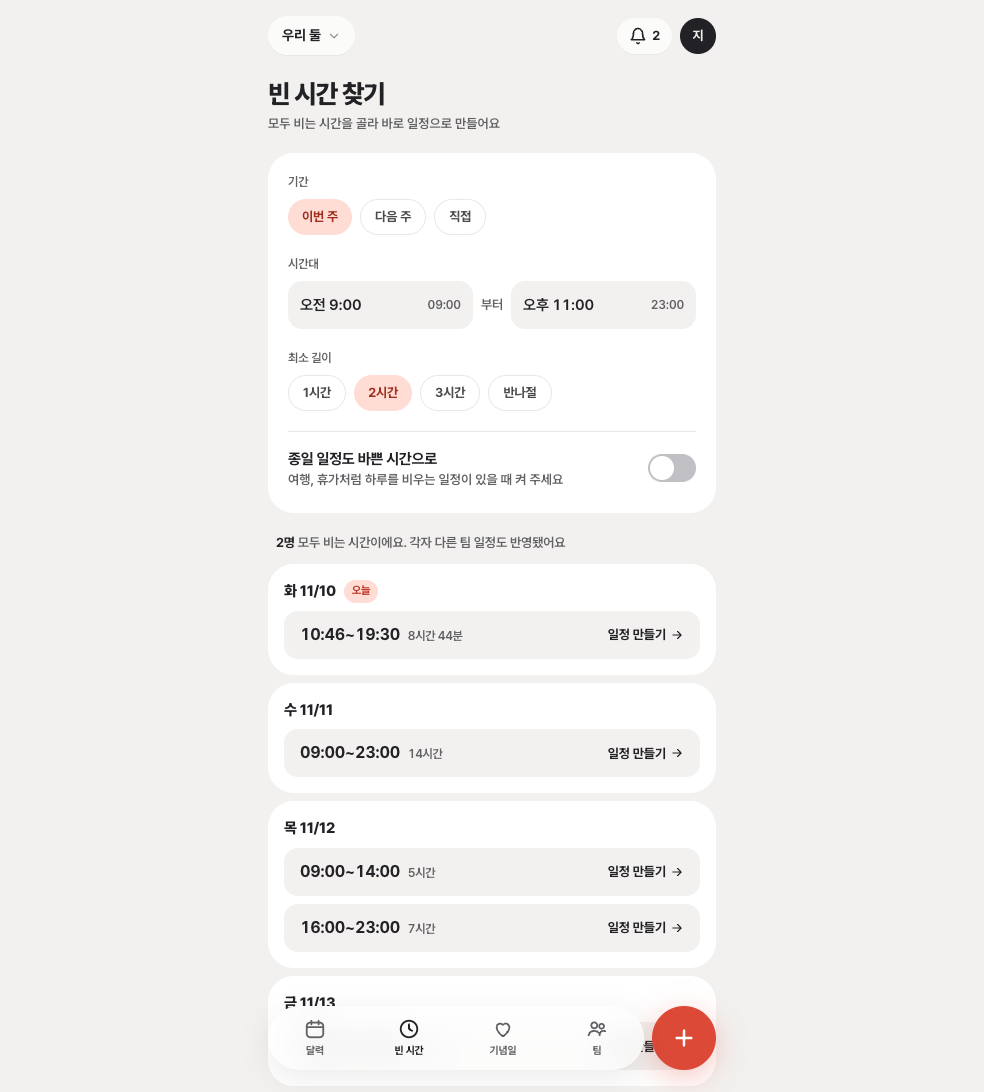 우리 둘
2
지
빈 시간 찾기
모두 비는 시간을 골라 바로 일정으로 만들어요
기간
이번 주 다음 주 직접
시간대
오전 9:00 09:00 부터 오후 11:00 23:00
최소 길이
1시간 2시간 3시간 반나절
종일 일정도 바쁜 시간으로
여행, 휴가처럼 하루를 비우는 일정이 있을 때 켜 주세요
2명 모두 비는 시간이에요. 각자 다른 팀 일정도 반영됐어요
화 11/10 오늘
10:46~19:30 8시간 44분 일정 만들기 →
수 11/11
09:00~23:00 14시간 일정 만들기 →
목 11/12
09:00~14:00 5시간 일정 만들기 →
16:00~23:00 7시간 일정 만들기 →
금 11/13
달력 빈 시간 기념일 팀